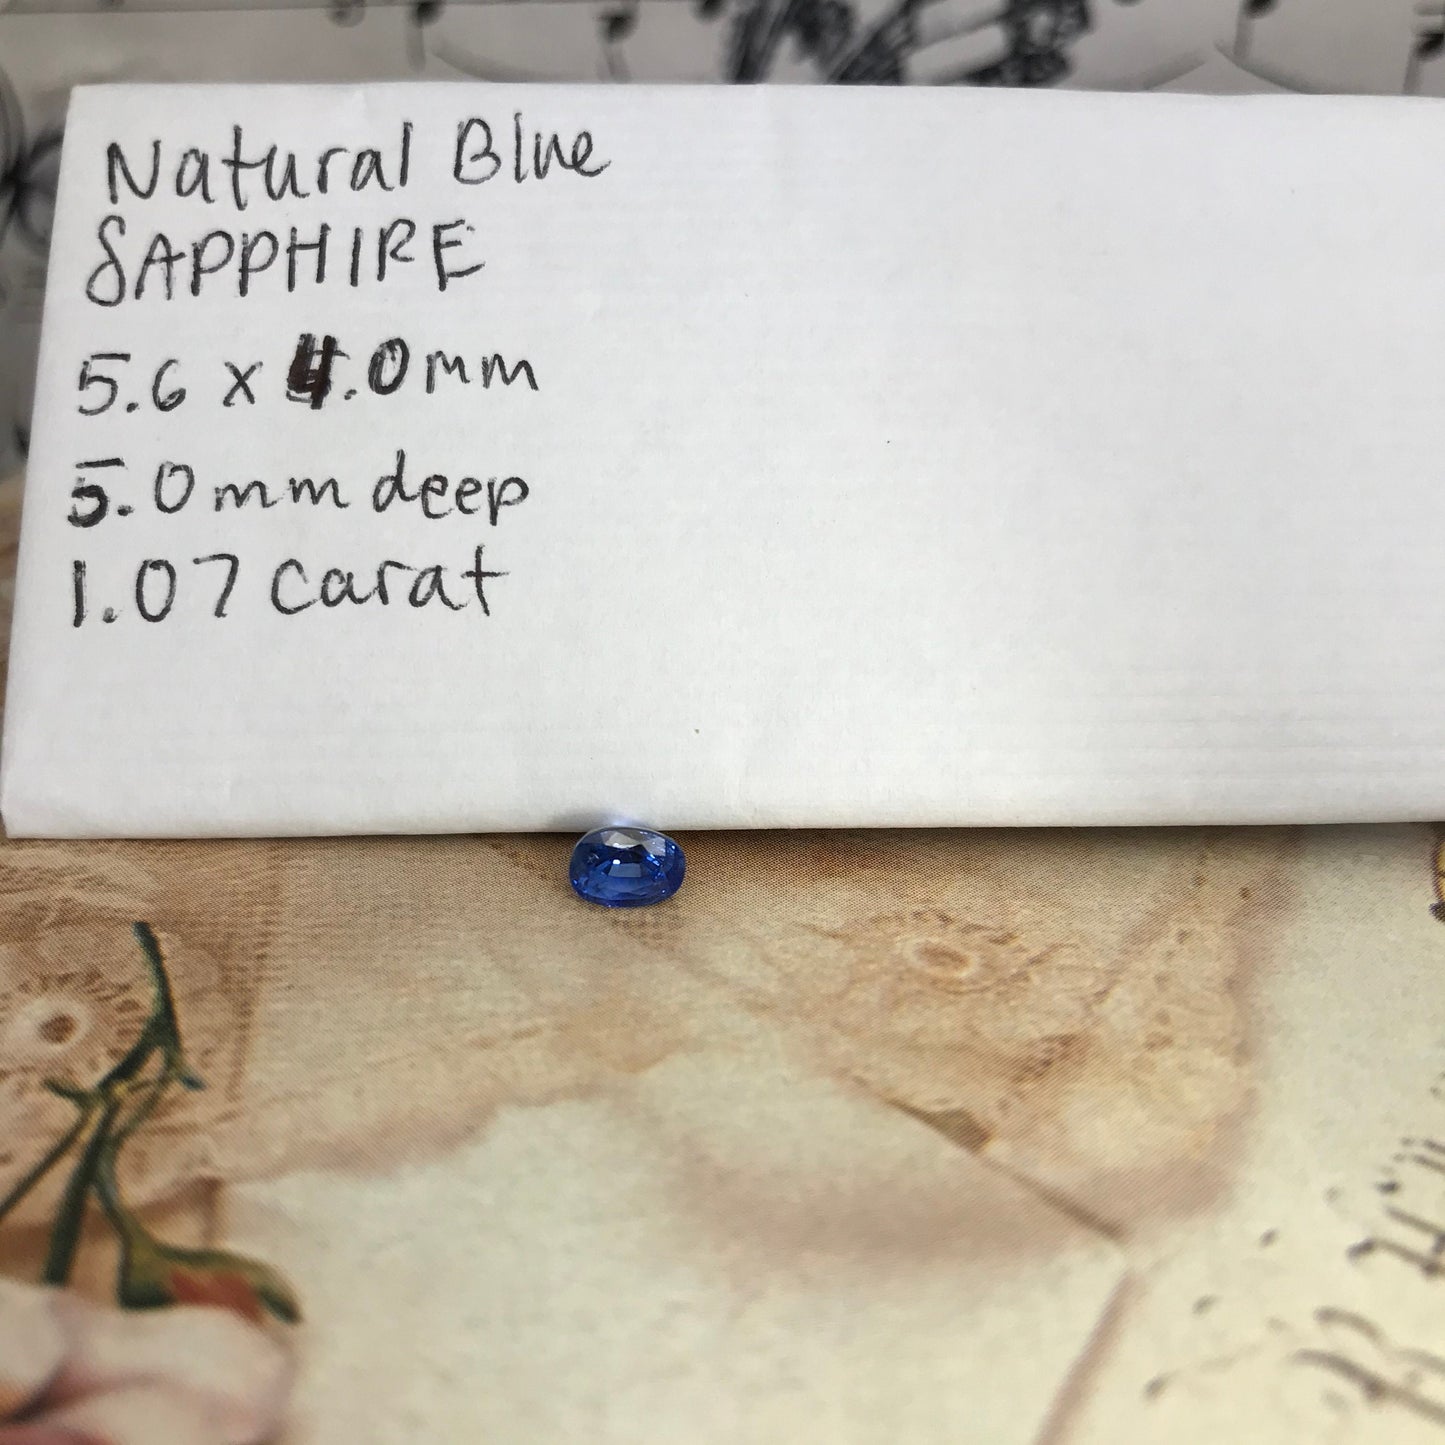 Natural Blue
SAPPHIRE
5.6 x 4.0mm
5.0mm deep
1.07 carat